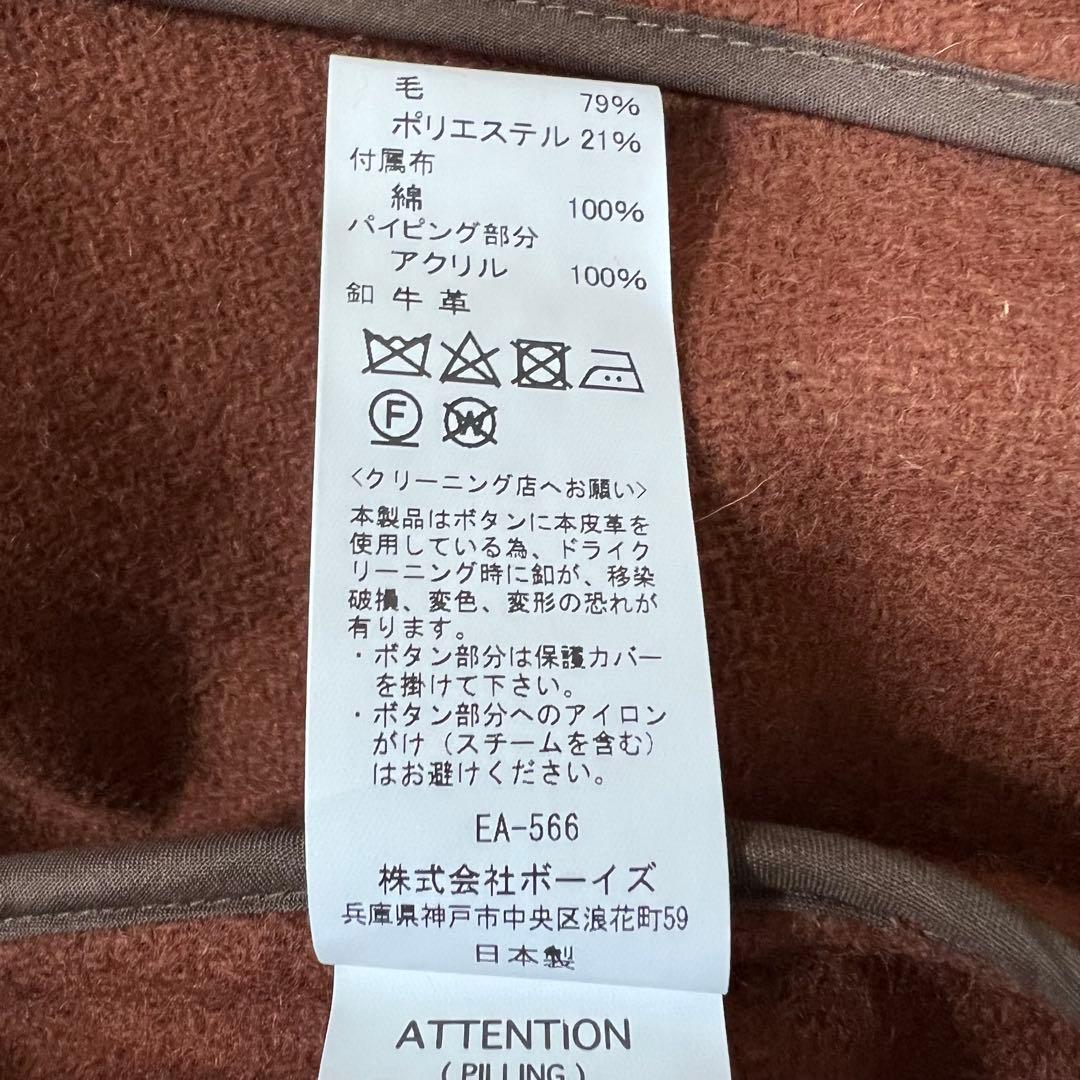 毛 79%
ポリエステル 21%
付属布
綿 100%
パイピング部分
アクリル 100%
釦 牛 革
F W
〈クリーニング店へお願い〉
本製品はボタンに本皮革を
使用している為、ドライク
リーニング時に釦が、移染
破損、変色、変形の恐れが
有ります。
・ボタン部分は保護カバー
を掛けて下さい。
・ボタン部分へのアイロン
がけ（スチームを含む）
はお避けください。
EA-566
株式会社ボーイズ
兵庫県神戸市中央区浪花町59
日本製
ATTENTION
( PILLING )